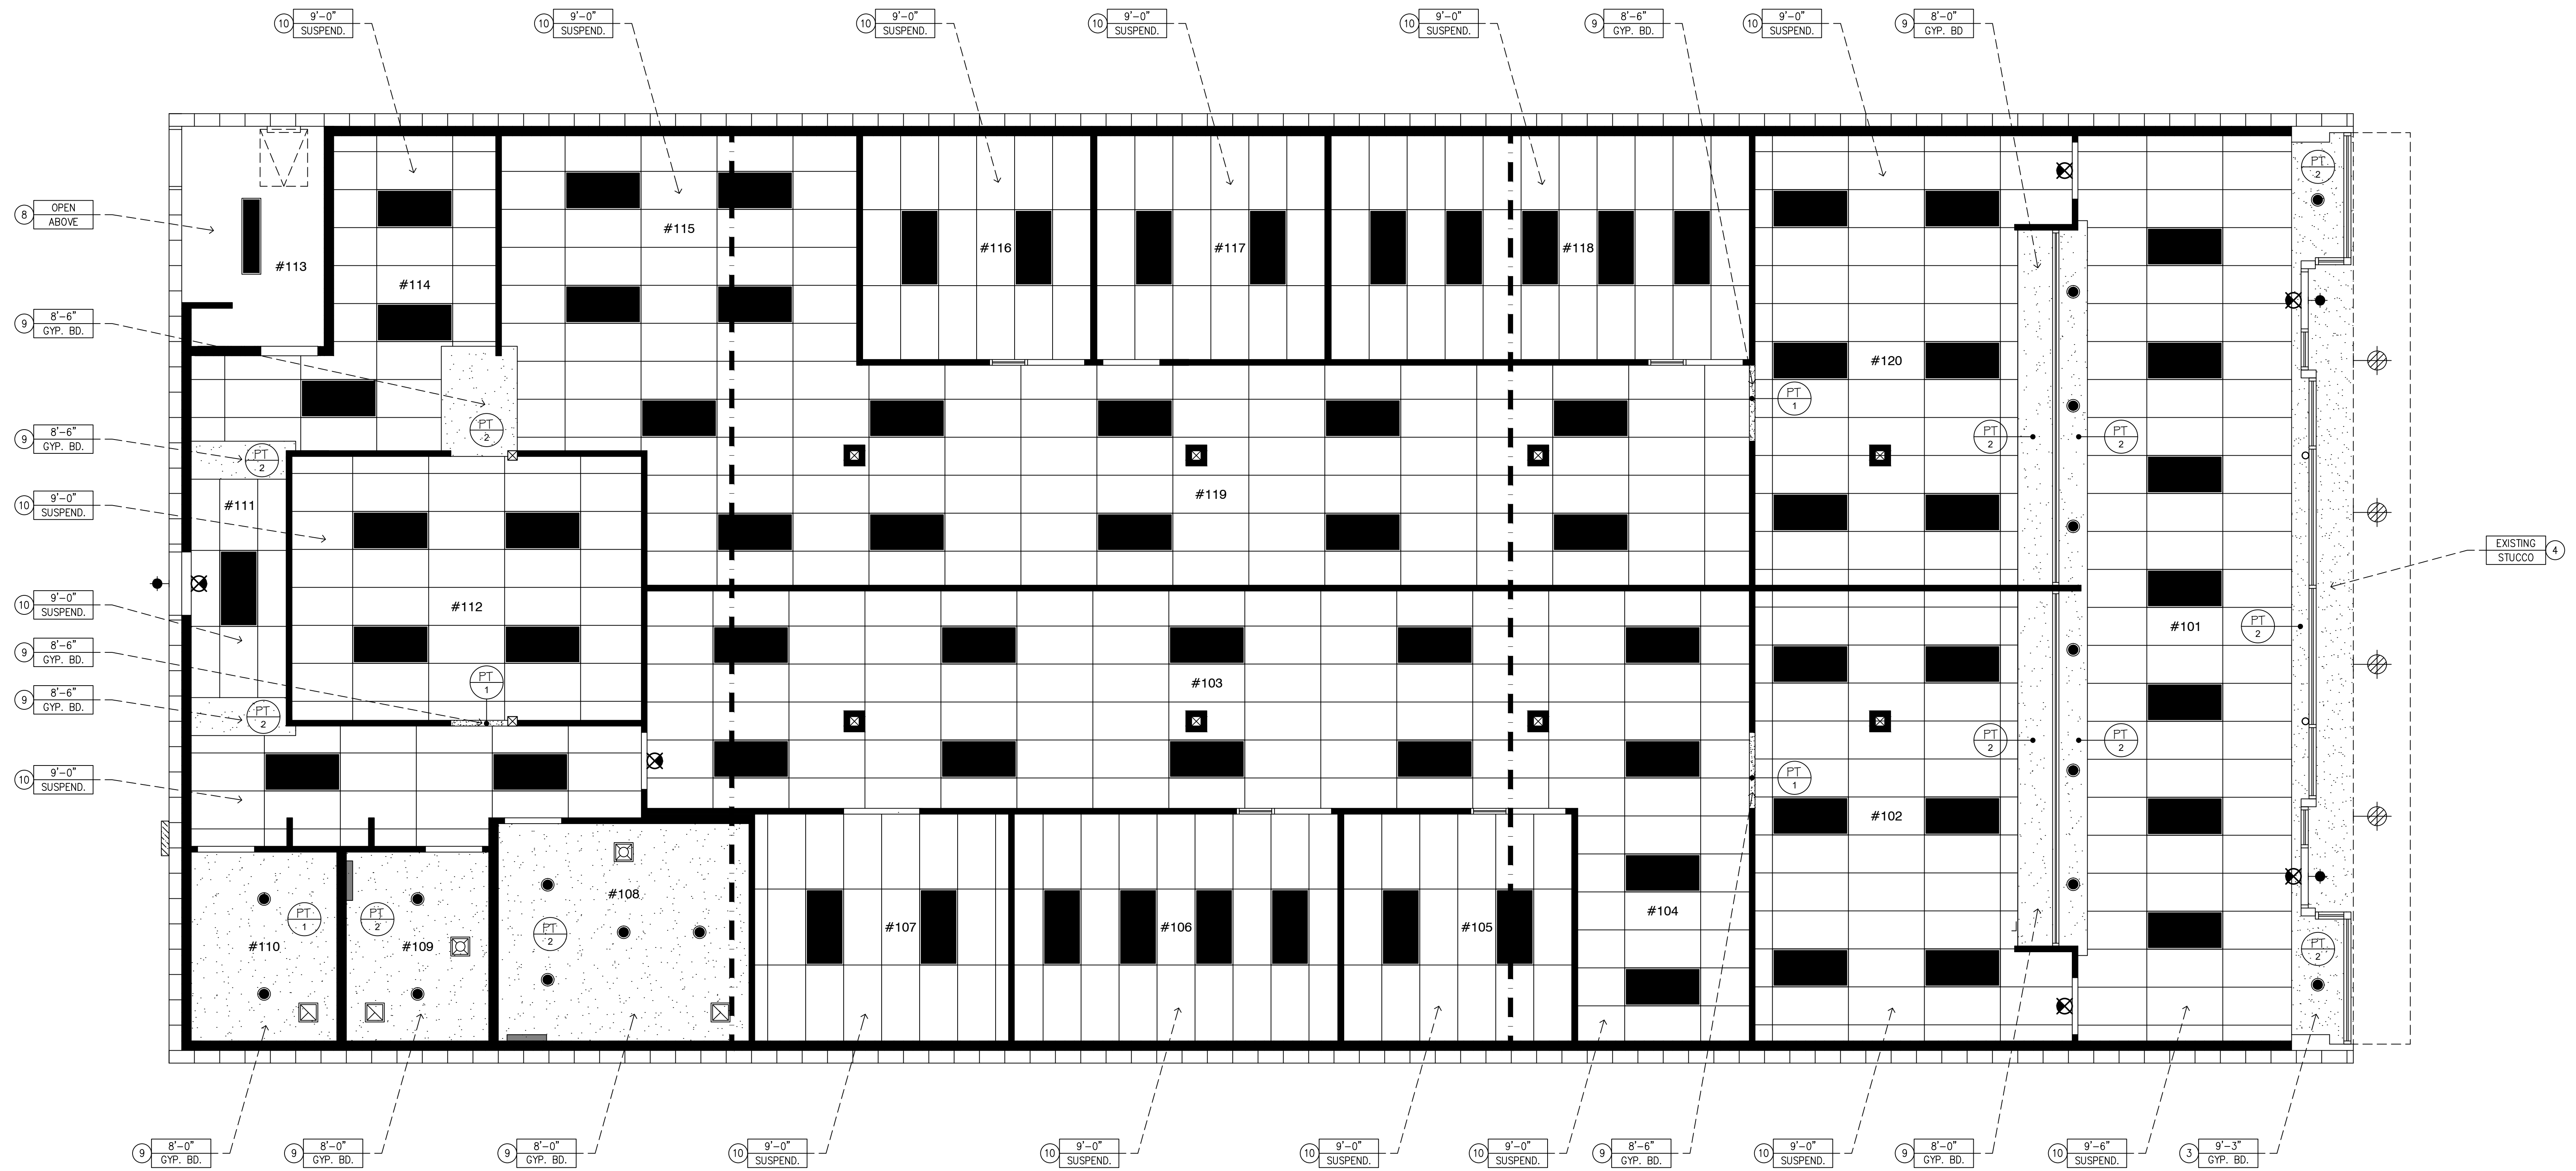 10 9'-0" 10 9'-0" 10 9'-0" 10 9'-0" 10 9'-0" 9 8'-6" 10 9'-0" 9 8'-0"
SUSPEND. SUSPEND. SUSPEND. SUSPEND. SUSPEND. GYP. BD. SUSPEND. GYP. BD
PT
2
8 OPEN
ABOVE
#115
#116 #117 #118
#113
#114
9 8'-6"
GYP. BD.
#120
PT
1
PT
2
9 8'-6"
GYP. BD.
PT
2
PT PT
2 2
10 9'-0"
SUSPEND.
#111
#119
EXISTING 4
STUCCO
10 9'-0"
SUSPEND.
#112
#101
PT
2
9 8'-6"
GYP. BD.
PT
1
#103
9 8'-6"
GYP. BD.
PT
2
PT PT
2 2
10 9'-0"
SUSPEND.
PT
1
#102
#108
PT
1
PT
2
PT
2
#104
#110 #109 #107 #106 #105
PT
2
9 8'-0" 9 8'-0" 9 8'-0" 10 9'-0" 10 9'-0" 10 9'-0" 10 9'-0" 9 8'-6" 10 9'-0" 9 8'-0" 10 9'-6" 3 9'-3"
GYP. BD. GYP. BD. GYP. BD. SUSPEND. SUSPEND. SUSPEND. SUSPEND. GYP. BD. SUSPEND. GYP. BD. SUSPEND. GYP. BD.